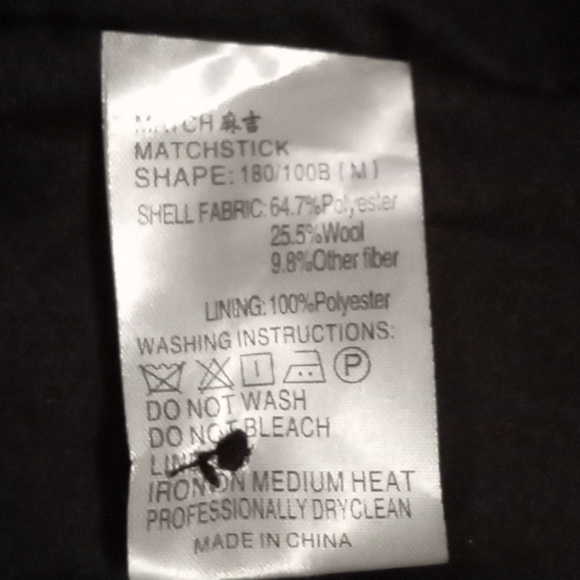 MATCH 麻吉
MATCHSTICK
SHAPE: 180/100B (M)
SHELL FABRIC: 64.7%Polyester
25.5%Wool
9.8%Other fiber
LINING: 100%Polyester
WASHING INSTRUCTIONS:
P
DO NOT WASH
DO NOT BLEACH
IRON ON MEDIUM HEAT
PROFESSIONALLY DRYCLEAN
MADE IN CHINA